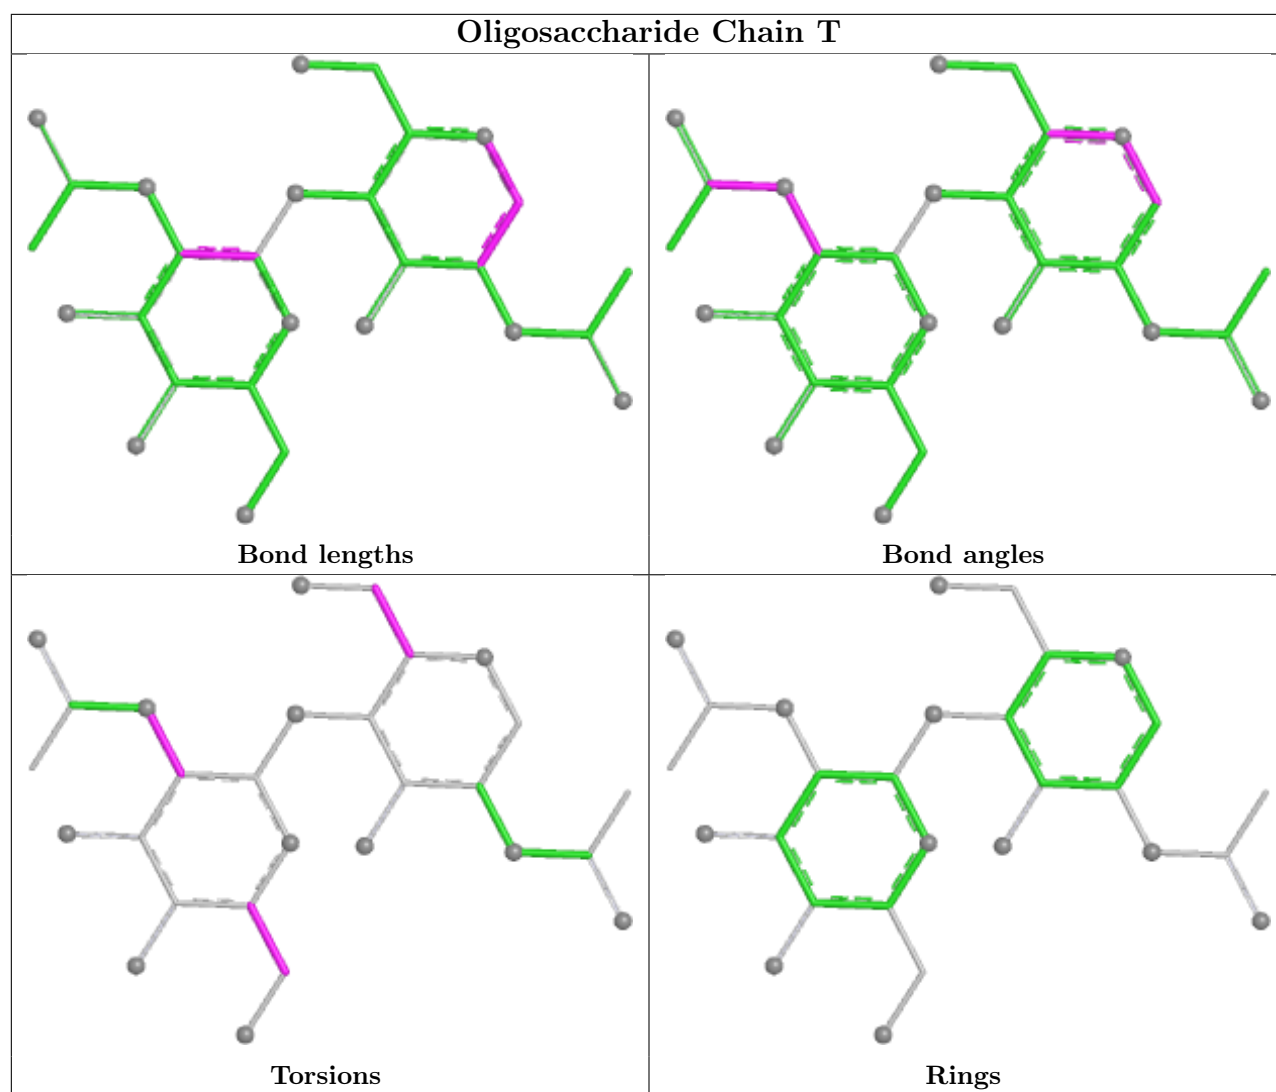 Oligosaccharide Chain T
Bond lengths
Bond angles
Torsions
Rings